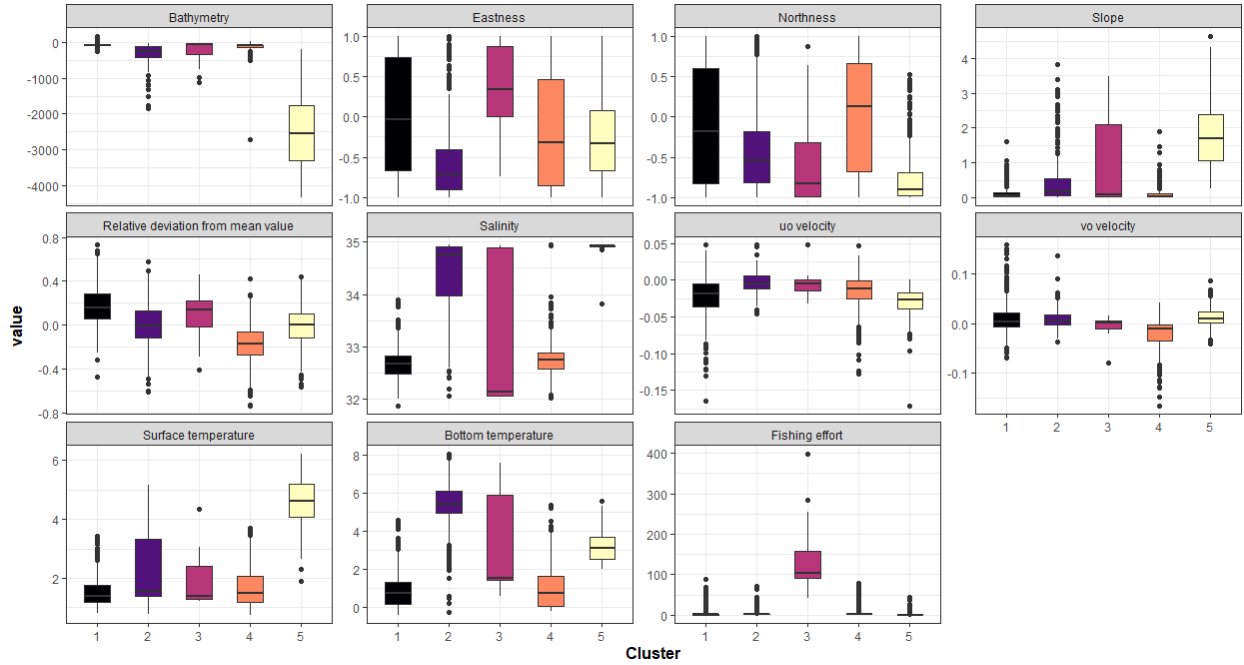 Bathymetry
Eastness
Northness
Slope
0
-1000
-2000
-3000
-4000
1.0
0.5
0.0
-0.5
-1.0
1.0
0.5
0.0
-0.5
-1.0
4
3
2
1
0
Relative deviation from mean value
Salinity
uo velocity
vo velocity
0.8
0.4
0.0
-0.4
-0.8
35
34
33
32
0.05
0.00
-0.05
-0.10
-0.15
0.1
0.0
-0.1
1 2 3 4 5
Surface temperature
Bottom temperature
Fishing effort
6
4
2
8
6
4
2
0
400
300
200
100
0
1 2 3 4 5
1 2 3 4 5
1 2 3 4 5
value
Cluster